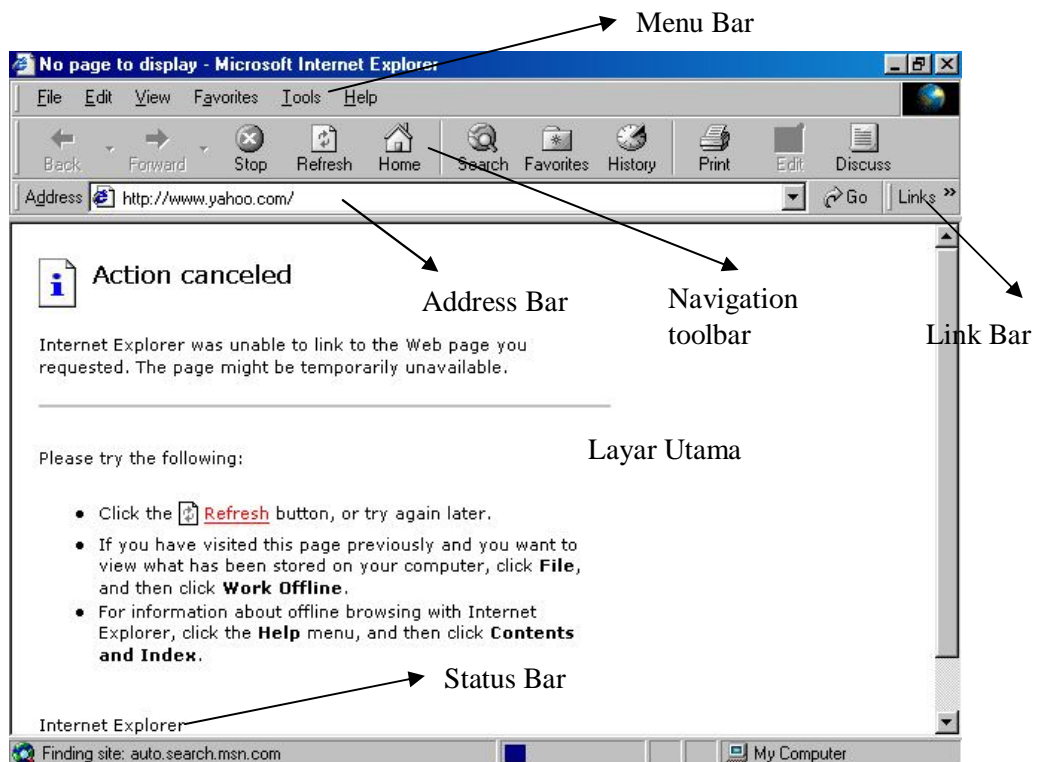 Menu Bar
No page to display - Microsoft Internet Explorer
File Edit View Favorites Tools Help
Back Forward Stop Refresh Home Search Favorites History Print Edit Discuss
Address http://www.yahoo.com/ Go Links »
Action canceled
Address Bar
Navigation
toolbar
Link Bar
Internet Explorer was unable to link to the Web page you
requested. The page might be temporarily unavailable.
Layar Utama
Please try the following:
• Click the Refresh button, or try again later.
• If you have visited this page previously and you want to
view what has been stored on your computer, click File,
and then click Work Offline.
• For information about offline browsing with Internet
Explorer, click the Help menu, and then click Contents
and Index.
Status Bar
Internet Explorer
Finding site: auto.search.msn.com My Computer